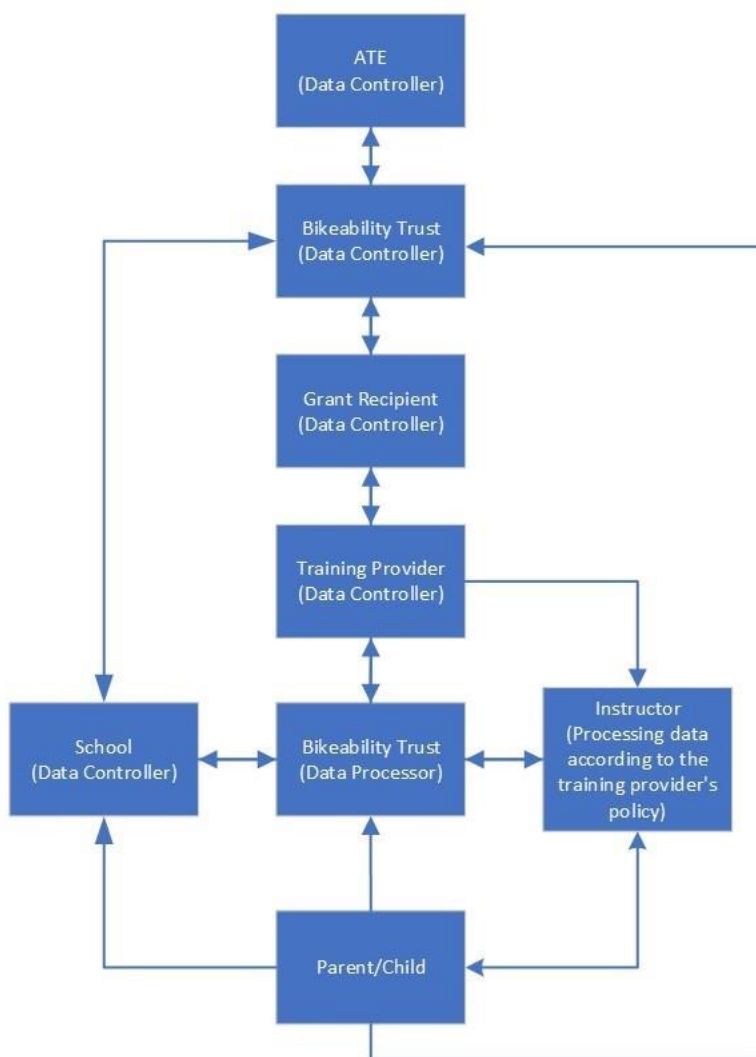 ATE
(Data Controller)
Bikeability Trust
(Data Controller)
Grant Recipient
(Data Controller)
Training Provider
(Data Controller)
School
(Data Controller)
Bikeability Trust
(Data Processor)
Instructor
(Processing data
according to the
training provider's
policy)
Parent/Child